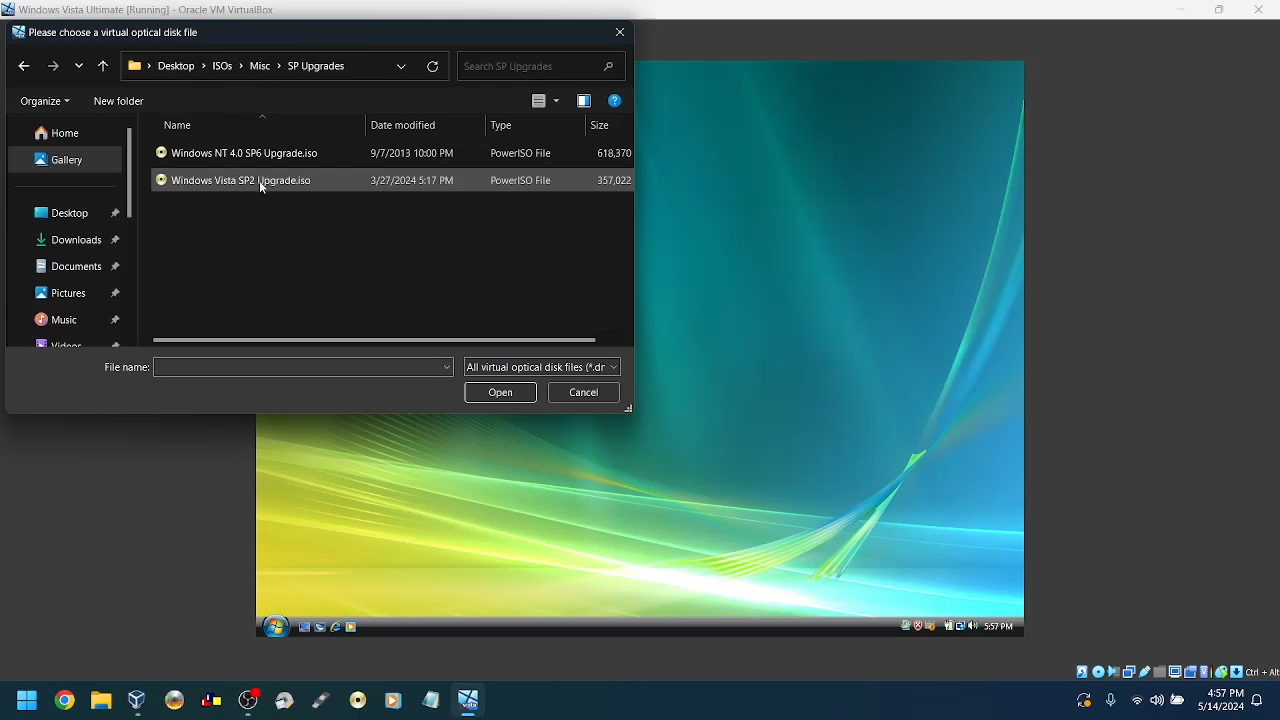 Windows Vista Ultimate [Running] - Oracle VM VirtualBox
Please choose a virtual optical disk file
Desktop > ISOs > Misc > SP Upgrades
Search SP Upgrades
Organize
New folder
Name
Date modified
Type
Size
Home
Gallery
Desktop
Downloads
Documents
Pictures
Music
Videos
Windows NT 4.0 SP6 Upgrade.iso 9/7/2013 10:00 PM PowerISO File 618,370
Windows Vista SP2 Upgrade.iso 3/27/2024 5:17 PM PowerISO File 357,022
File name:
All virtual optical disk files (*.dr
Open
Cancel
5:57 PM
Ctrl + Alt
vista
4:57 PM
5/14/2024